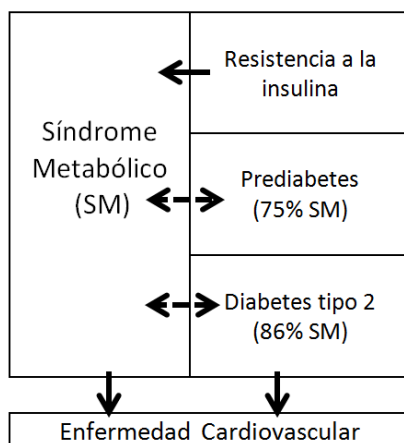 Resistencia a la
insulina
Síndrome
Metabólico
(SM)
Prediabetes
(75% SM)
Diabetes tipo 2
(86% SM)
Enfermedad Cardiovascular